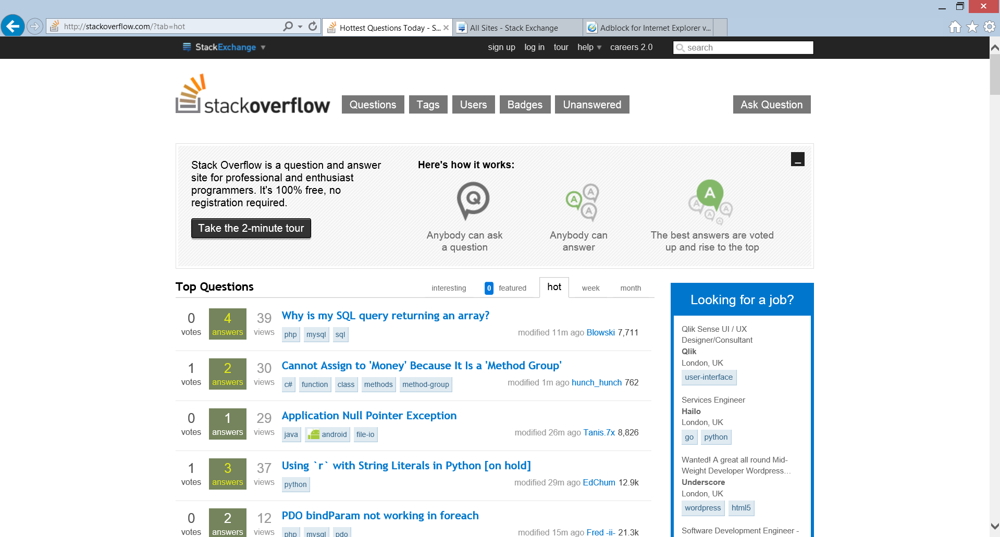 http://stackoverflow.com/?tab=hot
Hottest Questions Today - S...
All Sites - Stack Exchange
Adblock for Internet Explorer v...
StackExchange
sign up
log in
tour
help
careers 2.0
search
stackoverflow
Questions
Tags
Users
Badges
Unanswered
Ask Question
Stack Overflow is a question and answer
site for professional and enthusiast
programmers. It's 100% free, no
registration required.
Take the 2-minute tour
Here's how it works:
Q
A
A
A
A
A
A
A
A
Anybody can ask
a question
Anybody can
answer
The best answers are voted
up and rise to the top
Top Questions
interesting
0 featured
hot
week
month
0
votes
4
answers
39
views
Why is my SQL query returning an array?
php mysql sql
modified 11m ago Blowski 7,711
1
votes
2
answers
30
views
Cannot Assign to 'Money' Because It Is a 'Method Group'
c# function class methods method-group
modified 1m ago hunch_hunch 762
0
votes
1
answers
29
views
Application Null Pointer Exception
java android file-io
modified 26m ago Tanis.7x 8,826
1
votes
3
answers
37
views
Using `r` with String Literals in Python [on hold]
python
modified 29m ago EdChum 12.9k
0
votes
2
answers
12
views
PDO bindParam not working in foreach
php mysql pdo
modified 15m ago Fred -ii- 21.3k
Looking for a job?
Qlik Sense UI / UX
Designer/Consultant
Qlik
London, UK
user-interface
Services Engineer
Hailo
London, UK
go python
Wanted! A great all round Mid-
Weight Developer Wordpress…
Underscore
London, UK
wordpress html5
Software Development Engineer -